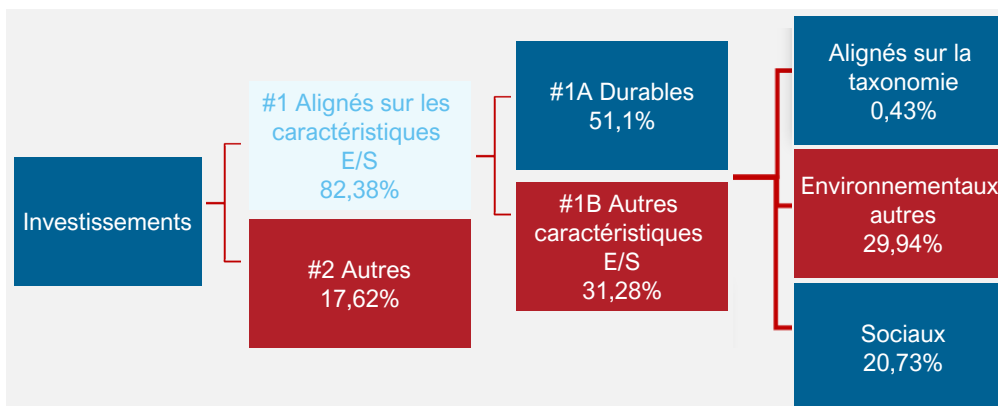 Investissements
#1 Alignés sur les
caractéristiques
E/S
82,38%
#2 Autres
17,62%
#1A Durables
51,1%
#1B Autres
caractéristiques
E/S
31,28%
Alignés sur la
taxonomie
0,43%
Environnementaux
autres
29,94%
Sociaux
20,73%